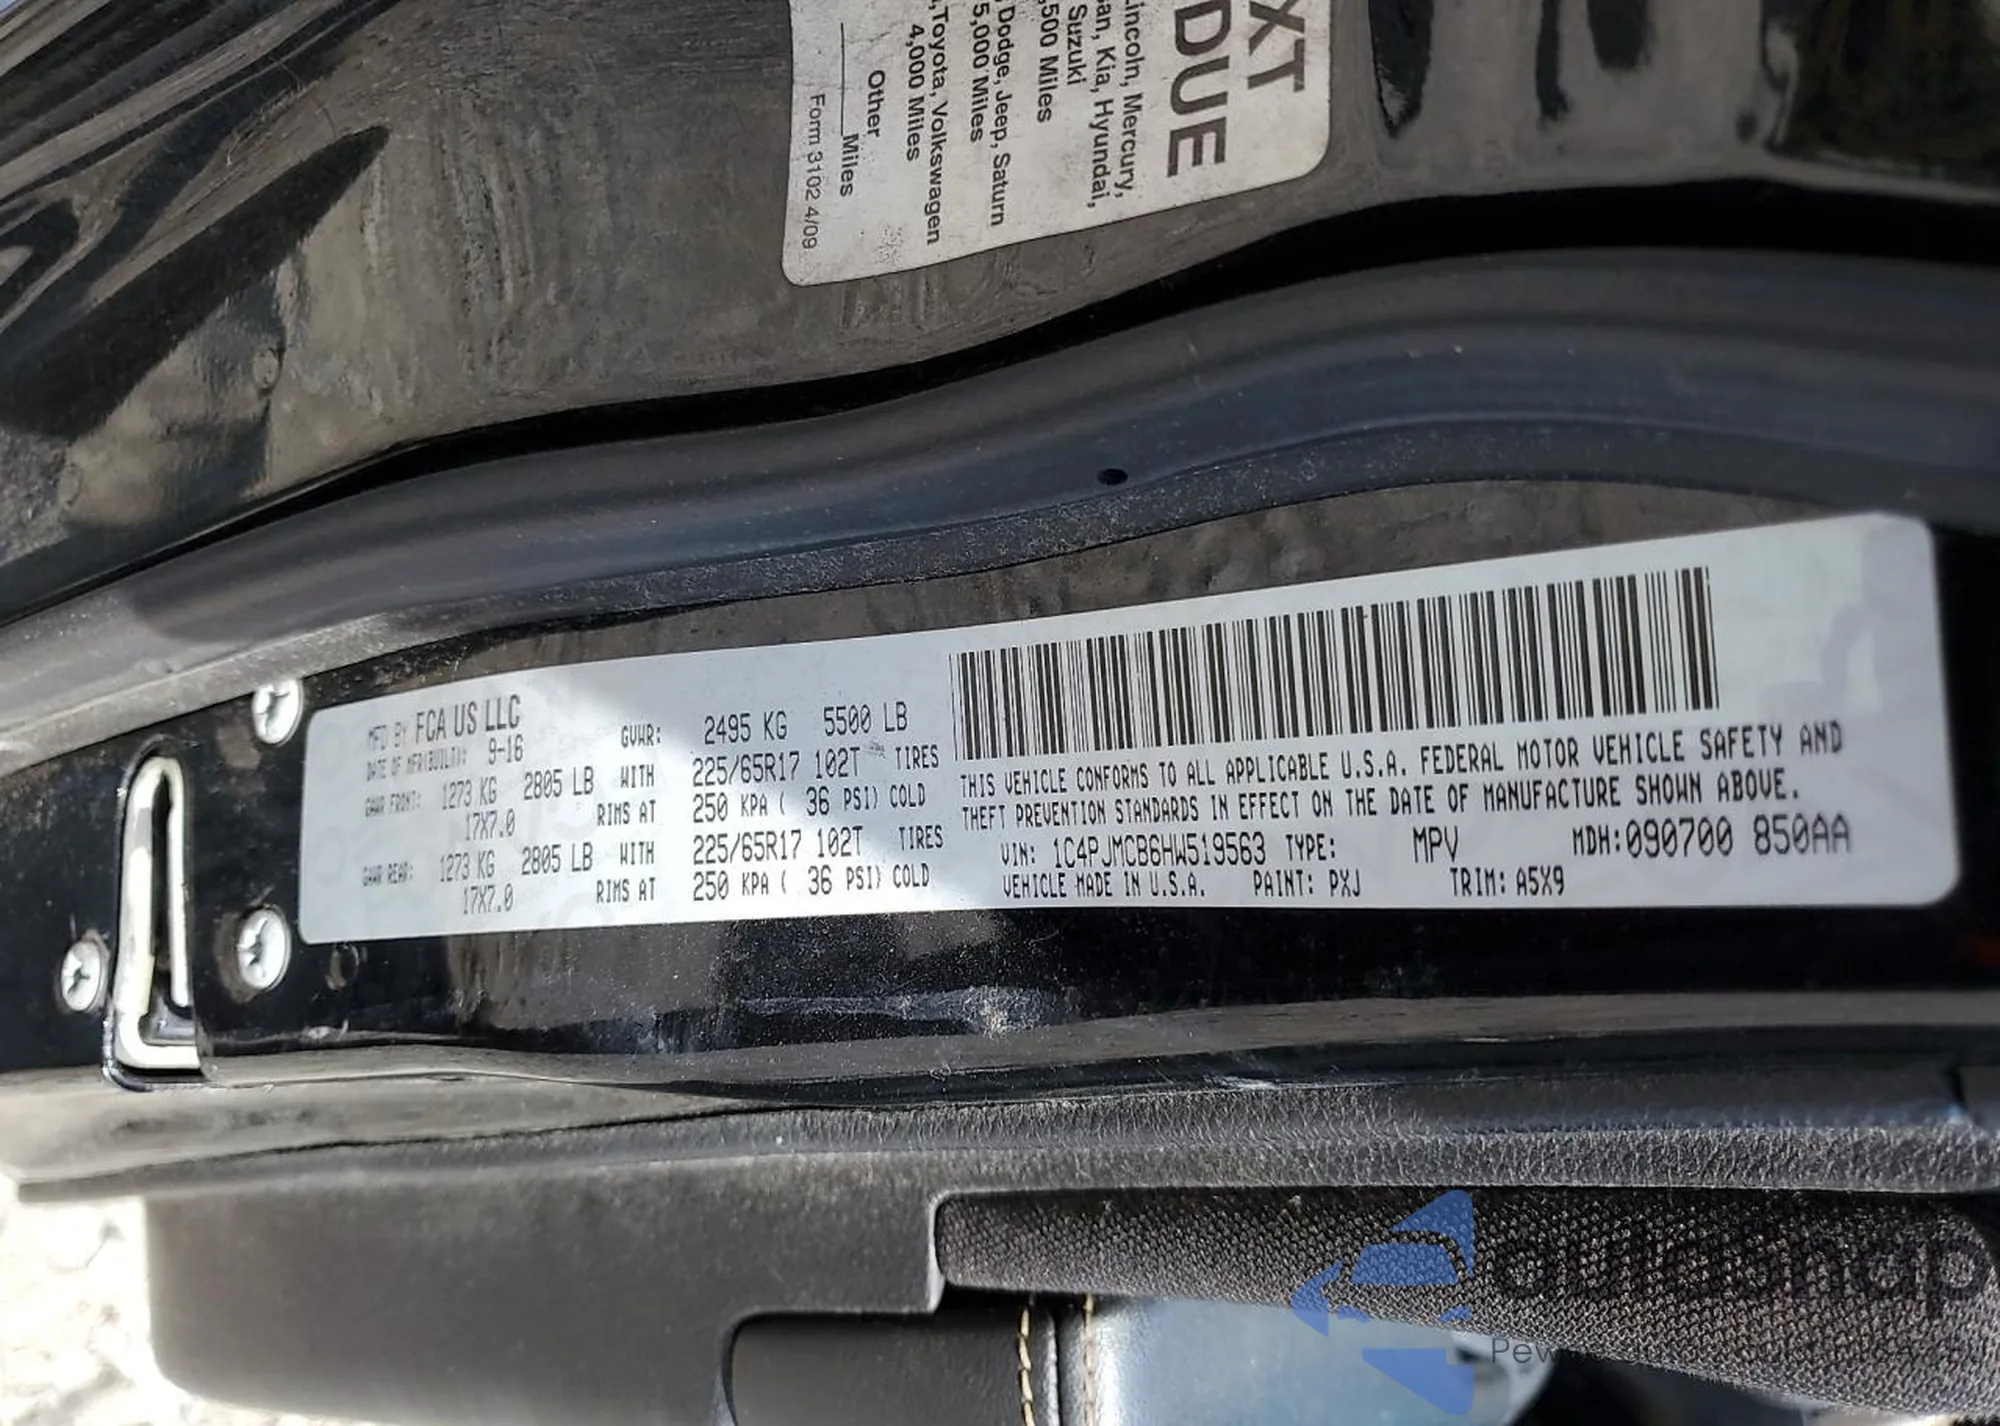 XT
DUE
Lincoln, Mercury,
an, Kia, Hyundai,
Suzuki
,500 Miles
Dodge, Jeep, Saturn
5,000 Miles
,Toyota, Volkswagen
4,000 Miles
Other
Miles
Form 3102 4/09
MFD BY FCA US LLC
DATE OF MFR(BUILT): 9-16 GVWR: 2495 KG 5500 LB
GAWR FRONT: 1273 KG 2805 LB WITH 225/65R17 102T TIRES
17X7.0 RIMS AT 250 KPA ( 36 PSI) COLD
GAWR REAR: 1273 KG 2805 LB WITH 225/65R17 102T TIRES
17X7.0 RIMS AT 250 KPA ( 36 PSI) COLD
THIS VEHICLE CONFORMS TO ALL APPLICABLE U.S.A. FEDERAL MOTOR VEHICLE SAFETY AND
THEFT PREVENTION STANDARDS IN EFFECT ON THE DATE OF MANUFACTURE SHOWN ABOVE.
VIN: 1C4PJMCB6HW519563 TYPE: MPV MDH:090700 850AA
VEHICLE MADE IN U.S.A. PAINT: PXJ TRIM: A5X9